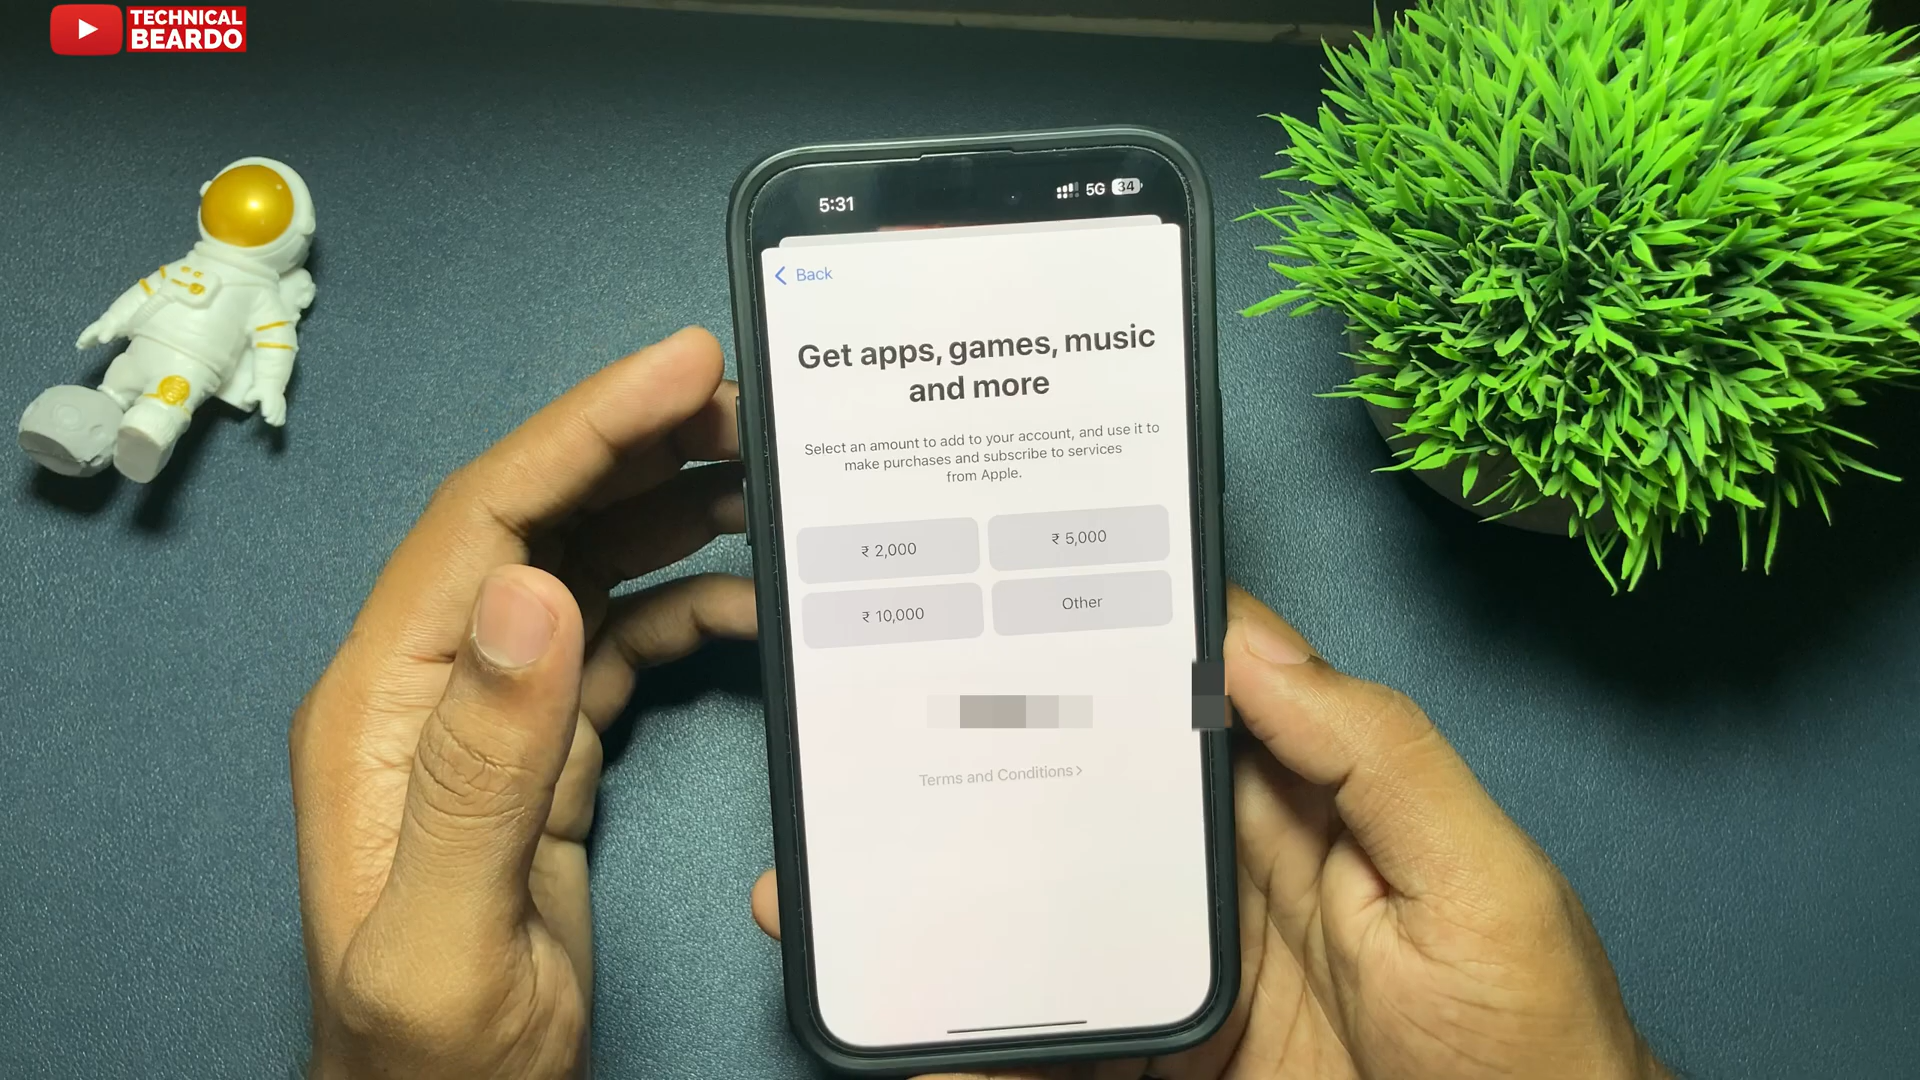 TECHNICAL
BEARDO
5:31
5G 34
Back
Get apps, games, music
and more
Select an amount to add to your account, and use it to
make purchases and subscribe to services
from Apple.
₹ 2,000
₹ 5,000
₹ 10,000
Other
Terms and Conditions